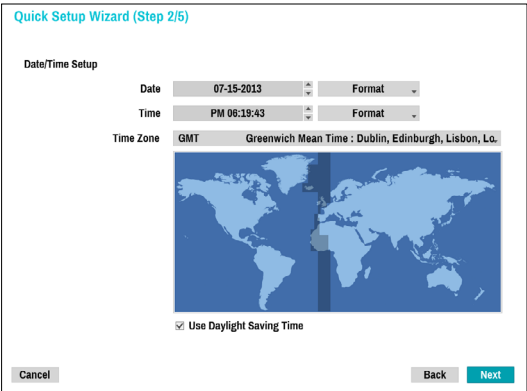 Quick Setup Wizard (Step 2/5)
Date/Time Setup
Date 07-15-2013 Format
Time PM 06:19:43 Format
Time Zone GMT Greenwich Mean Time : Dublin, Edinburgh, Lisbon, Lo.
Use Daylight Saving Time
Cancel Back Next